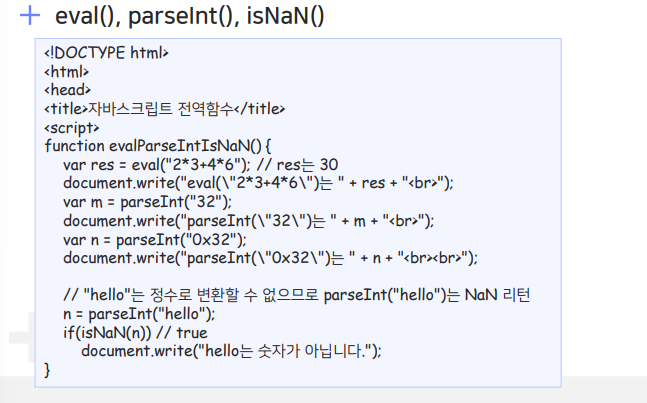 + eval(), parseInt(), isNaN()
<!DOCTYPE html>
<html>
<head>
<title>자바스크립트 전역함수</title>
<script>
function evalParseIntIsNaN() {
var res = eval("2*3+4*6"); // res는 30
document.write("eval(\"2*3+4*6\")는 " + res + "<br>");
var m = parseInt("32");
document.write("parseInt(\"32\")는 " + m + "<br>");
var n = parseInt("0x32");
document.write("parseInt(\"0x32\")는 " + n + "<br><br>");
// "hello"는 정수로 변환할 수 없으므로 parseInt("hello")는 NaN 리턴
n = parseInt("hello");
if(isNaN(n)) // true
document.write("hello는 숫자가 아닙니다.");
}